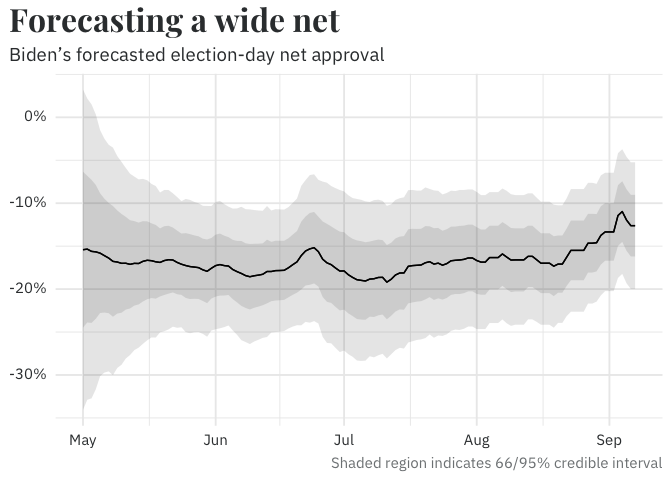 Forecasting a wide net
Biden’s forecasted election-day net approval
0%
-10%
-20%
-30%
May Jun Jul Aug Sep
Shaded region indicates 66/95% credible interval